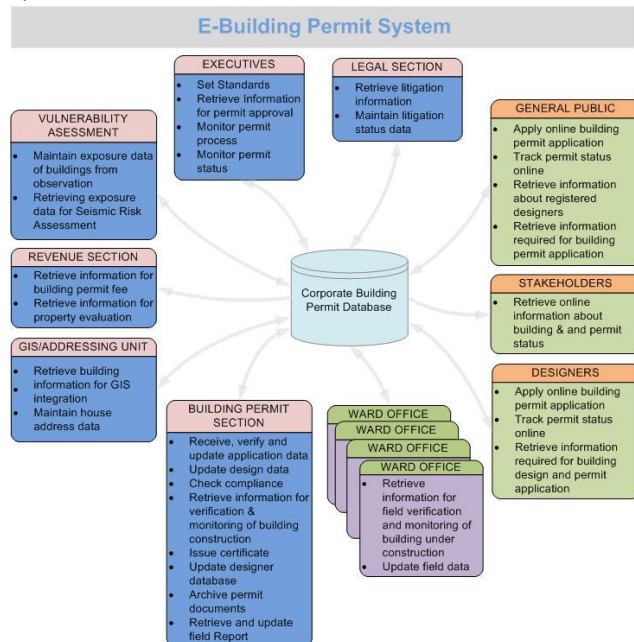 E-Building Permit System
EXECUTIVES
• Set Standards
• Retrieve Information
for permit approval
• Monitor permit
process
• Monitor permit
status
LEGAL SECTION
• Retrieve litigation
information
• Maintain litigation
status data
VULNERABILITY
ASESSMENT
• Maintain exposure data
of buildings from
observation
• Retrieving exposure
data for Seismic Risk
Assessment
GENERAL PUBLIC
• Apply online building
permit application
• Track permit status
online
• Retrieve information
about registered
designers
• Retrieve information
required for building
permit application
REVENUE SECTION
• Retrieve information for
building permit fee
• Retrieve information for
property evaluation
Corporate Building
Permit Database
STAKEHOLDERS
• Retrieve online
information about
building & and permit
status
GIS/ADDRESSING UNIT
• Retrieve building
information for GIS
• integration
• Maintain house
address data
DESIGNERS
• Apply online building
permit application
• Track permit status
online
• Retrieve information
required for building
design and permit
application
BUILDING PERMIT
SECTION
• Receive, verify and
update application data
• Update design data
• Check compliance
• Retrieve information for
verification &
monitoring of building
construction
• Issue certificate
• Update designer
database
• Archive permit
documents
• Retrieve and update
field Report
WARD OFFICE
WARD OFFICE
WARD OFFICE
WARD OFFICE
• Retrieve
information for
field verification
and monitoring of
building under
construction
• Update field data